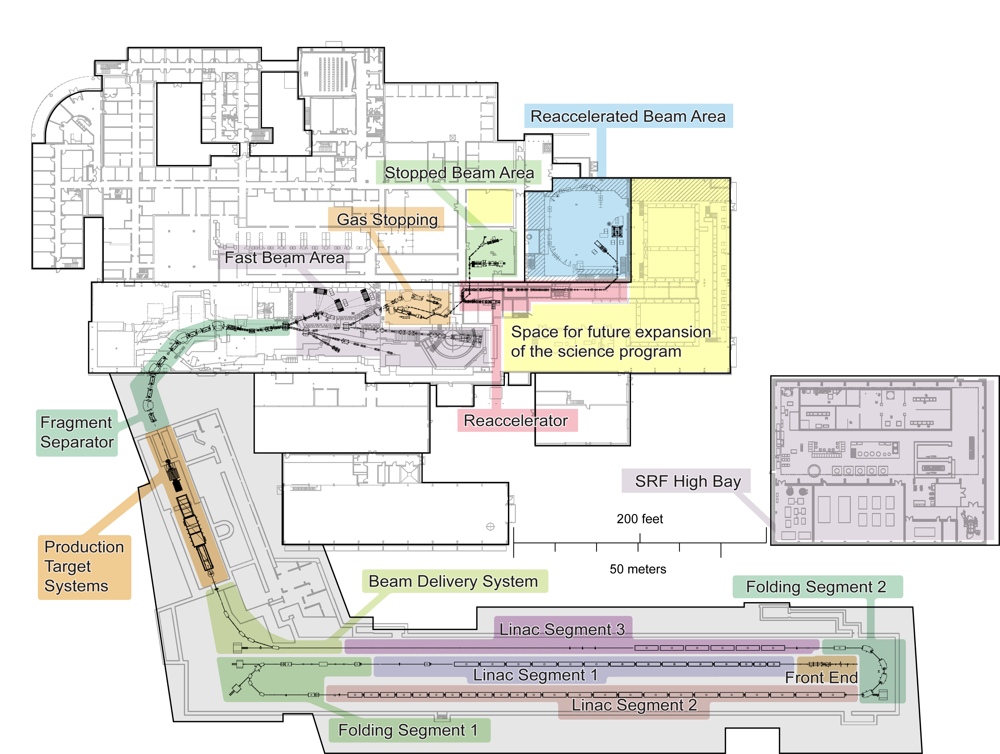 Reaccelerated Beam Area
Stopped Beam Area
Gas Stopping
Fast Beam Area
Space for future expansion
of the science program
Fragment
Separator
Reaccelerator
SRF High Bay
200 feet
50 meters
Production
Target
Systems
Beam Delivery System
Folding Segment 2
Linac Segment 3
Linac Segment 1
Front End
Linac Segment 2
Folding Segment 1